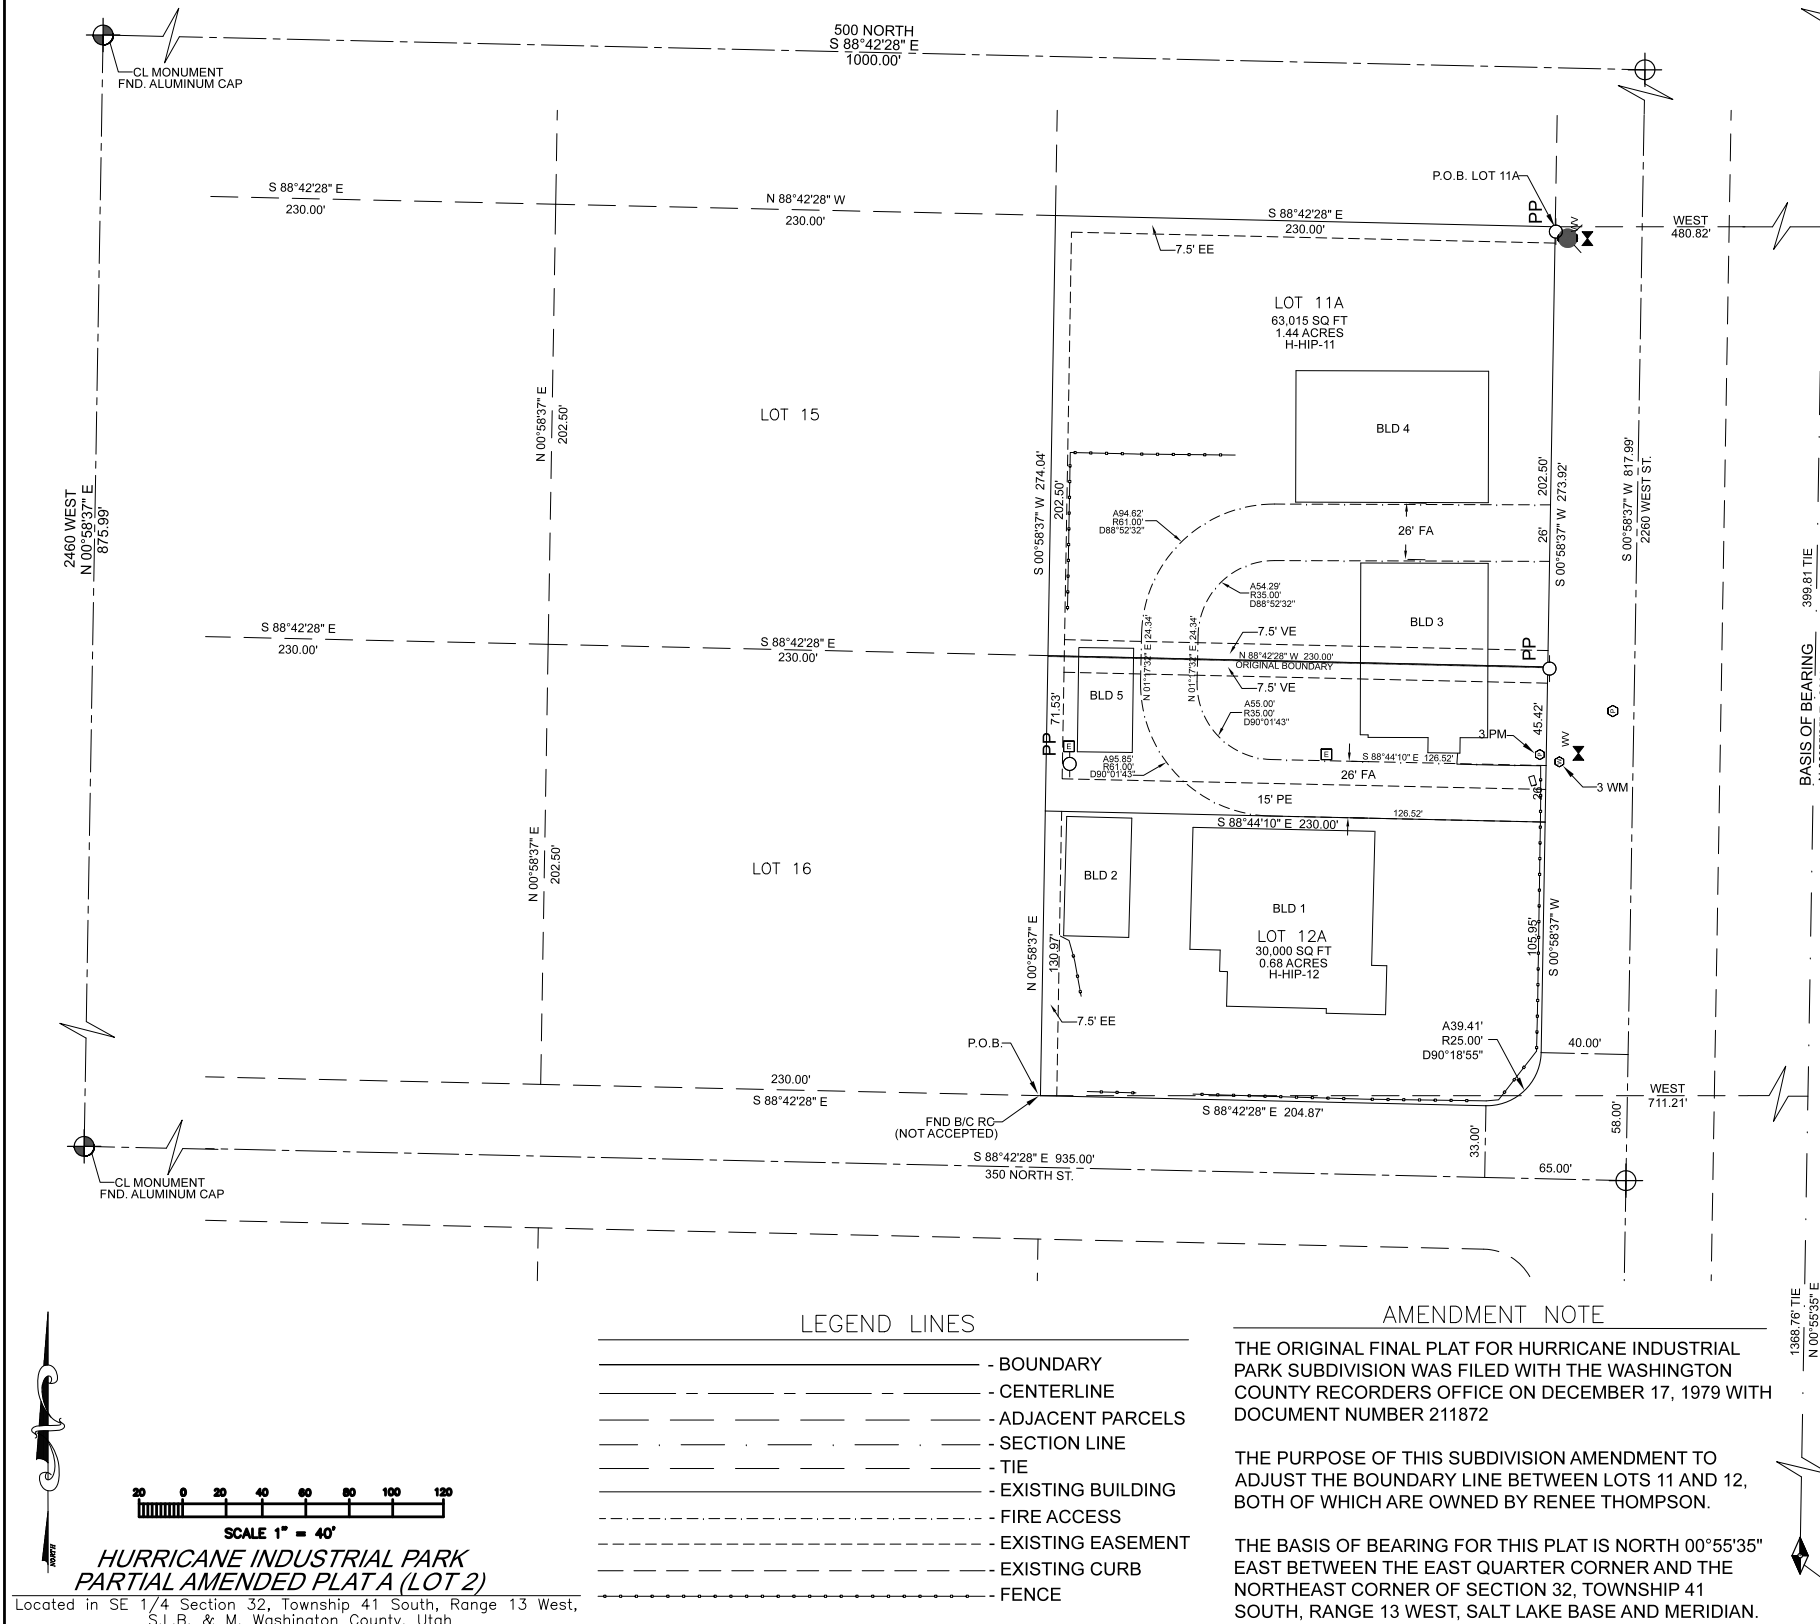 500 NORTH
S 88°42'28" E
1000.00'
CL MONUMENT
FND. ALUMINUM CAP
P.O.B. LOT 11A
PP
WV
S 88°42'28" E
230.00'
N 88°42'28" W
230.00'
S 88°42'28" E
230.00'
WEST
480.82'
7.5' EE
LOT 11A
63,015 SQ FT
1.44 ACRES
H-HIP-11
LOT 15
BLD 4
N 00°58'37" E
202.50'
2460 WEST
N 00°58'37" E
875.99'
S 00°58'37" W 274.04'
202.50'
202.50'
S 00°58'37" W 273.92'
26'
S 00°58'37" W 817.99'
2260 WEST ST.
399.81 TIE
BASIS OF BEARING
A94.62'
R61.00'
D88°52'32"
26' FA
A54.29'
R35.00'
D88°52'32"
BLD 3
N 01°17'32" E 24.34'
N 01°17'32" E 24.34'
7.5' VE
N 88°42'28" W 230.00'
ORIGINAL BOUNDARY
PP
7.5' VE
S 88°42'28" E
230.00'
S 88°42'28" E
230.00'
BLD 5
71.53'
PP
E
A55.00'
R35.00'
D90°01'43"
45.42'
3 PM
WV
A95.85'
R61.00'
D90°01'43"
E
S 88°44'10" E 126.52'
26' FA
26'
3 WM
15' PE
126.52'
S 88°44'10" E 230.00'
LOT 16
N 00°58'37" E
202.50'
BLD 2
BLD 1
LOT 12A
30,000 SQ FT
0.68 ACRES
H-HIP-12
N 00°58'37" E
130.97'
105.95'
S 00°58'37" W
7.5' EE
P.O.B.
A39.41'
R25.00'
D90°18'55"
40.00'
230.00'
S 88°42'28" E
WEST
711.21'
FND B/C RC
(NOT ACCEPTED)
S 88°42'28" E 204.87'
33.00'
58.00'
S 88°42'28" E 935.00'
350 NORTH ST.
65.00'
CL MONUMENT
FND. ALUMINUM CAP
1368.76' TIE
N 00°55'35" E
LEGEND LINES
- BOUNDARY
- CENTERLINE
- ADJACENT PARCELS
- SECTION LINE
- TIE
- EXISTING BUILDING
- FIRE ACCESS
- EXISTING EASEMENT
- EXISTING CURB
- FENCE
AMENDMENT NOTE
THE ORIGINAL FINAL PLAT FOR HURRICANE INDUSTRIAL
PARK SUBDIVISION WAS FILED WITH THE WASHINGTON
COUNTY RECORDERS OFFICE ON DECEMBER 17, 1979 WITH
DOCUMENT NUMBER 211872
THE PURPOSE OF THIS SUBDIVISION AMENDMENT TO
ADJUST THE BOUNDARY LINE BETWEEN LOTS 11 AND 12,
BOTH OF WHICH ARE OWNED BY RENEE THOMPSON.
THE BASIS OF BEARING FOR THIS PLAT IS NORTH 00°55'35"
EAST BETWEEN THE EAST QUARTER CORNER AND THE
NORTHEAST CORNER OF SECTION 32, TOWNSHIP 41
SOUTH, RANGE 13 WEST, SALT LAKE BASE AND MERIDIAN.
NORTH
20 0 20 40 60 80 100 120
SCALE 1" = 40'
HURRICANE INDUSTRIAL PARK
PARTIAL AMENDED PLAT A (LOT 2)
Located in SE 1/4 Section 32, Township 41 South, Range 13 West,
S.L.B. & M. Washington County, Utah